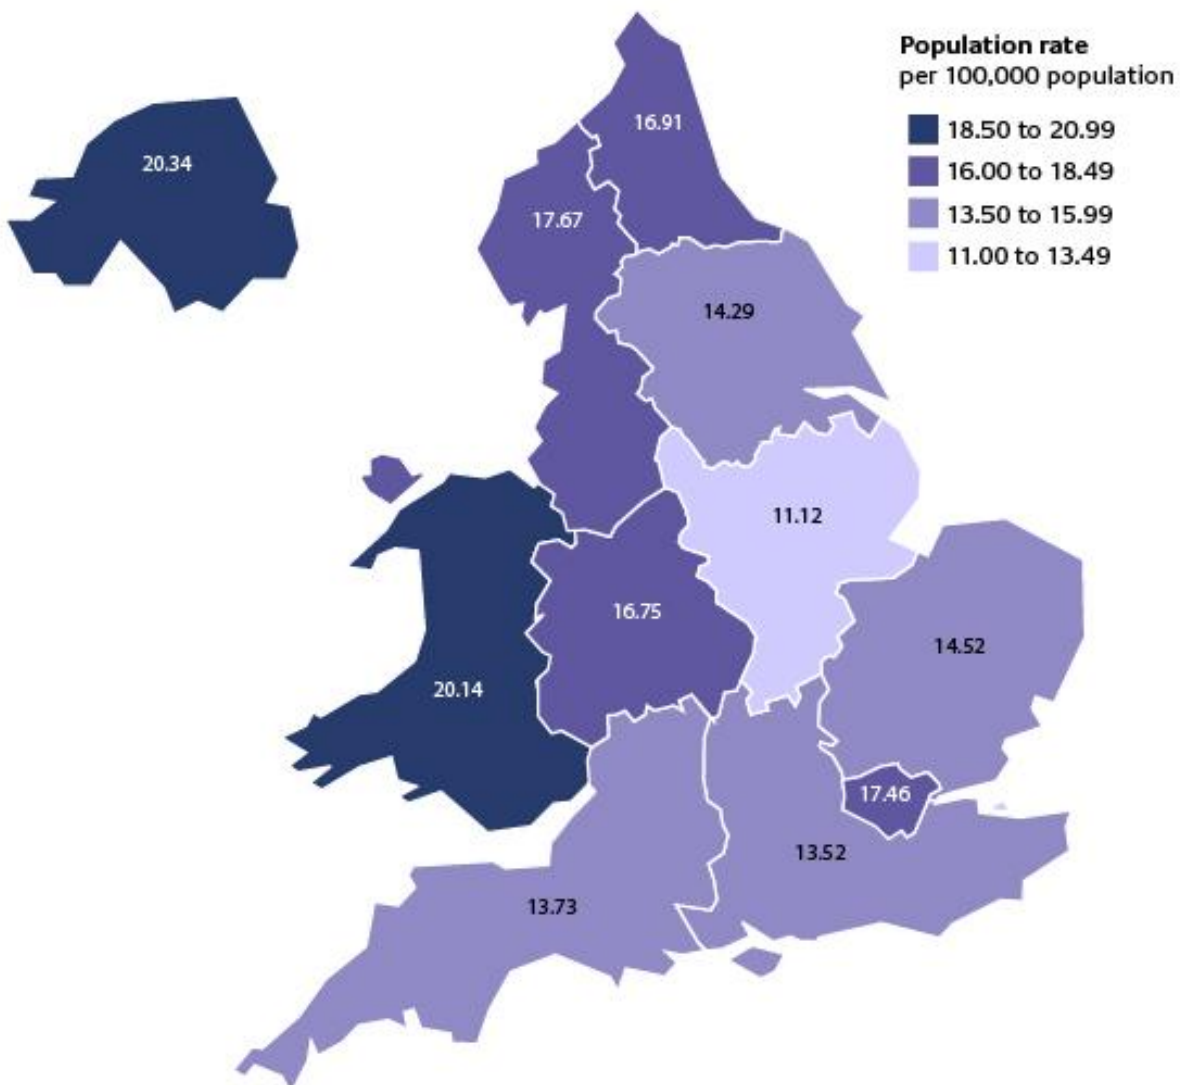 Population rate
per 100,000 population
18.50 to 20.99
16.00 to 18.49
13.50 to 15.99
11.00 to 13.49
16.91
20.34
17.67
14.29
11.12
16.75
14.52
20.14
17.46
13.52
13.73